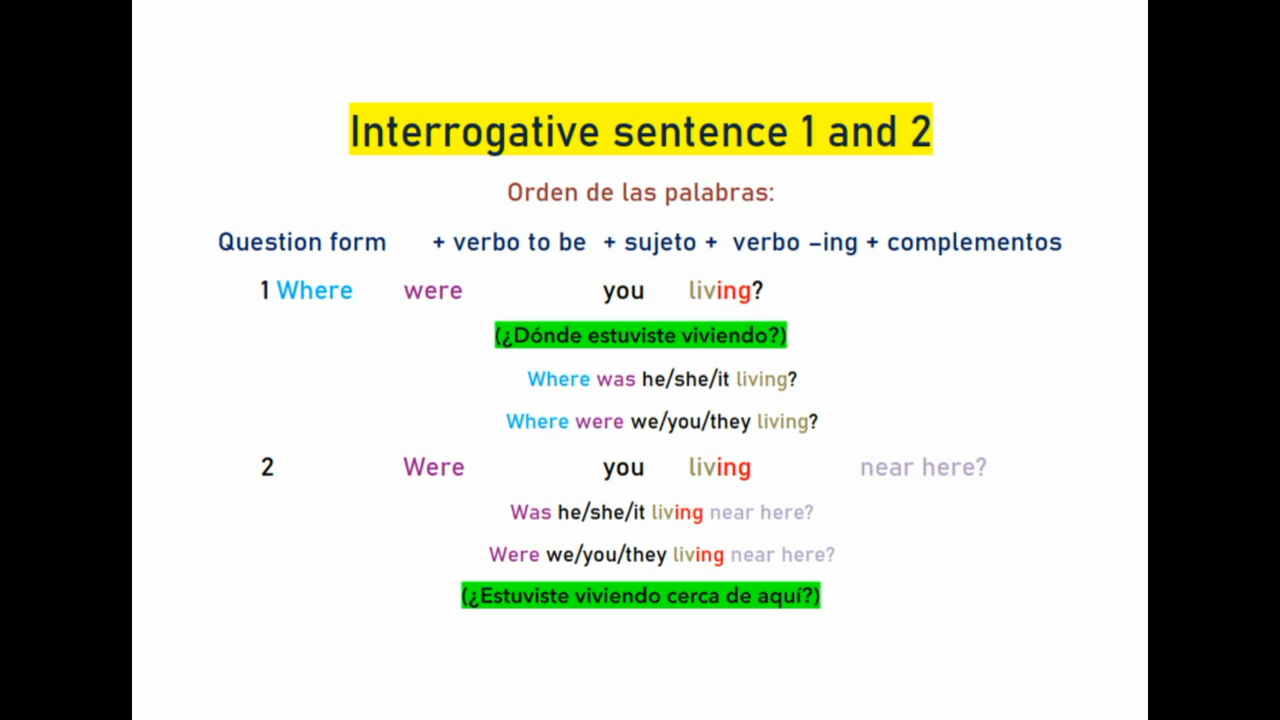 Interrogative sentence 1 and 2
Orden de las palabras:
Question form + verbo to be + sujeto + verbo –ing + complementos
1 Where were you living?
(¿Dónde estuviste viviendo?)
Where was he/she/it living?
Where were we/you/they living?
2 Were you living near here?
Was he/she/it living near here?
Were we/you/they living near here?
(¿Estuviste viviendo cerca de aquí?)